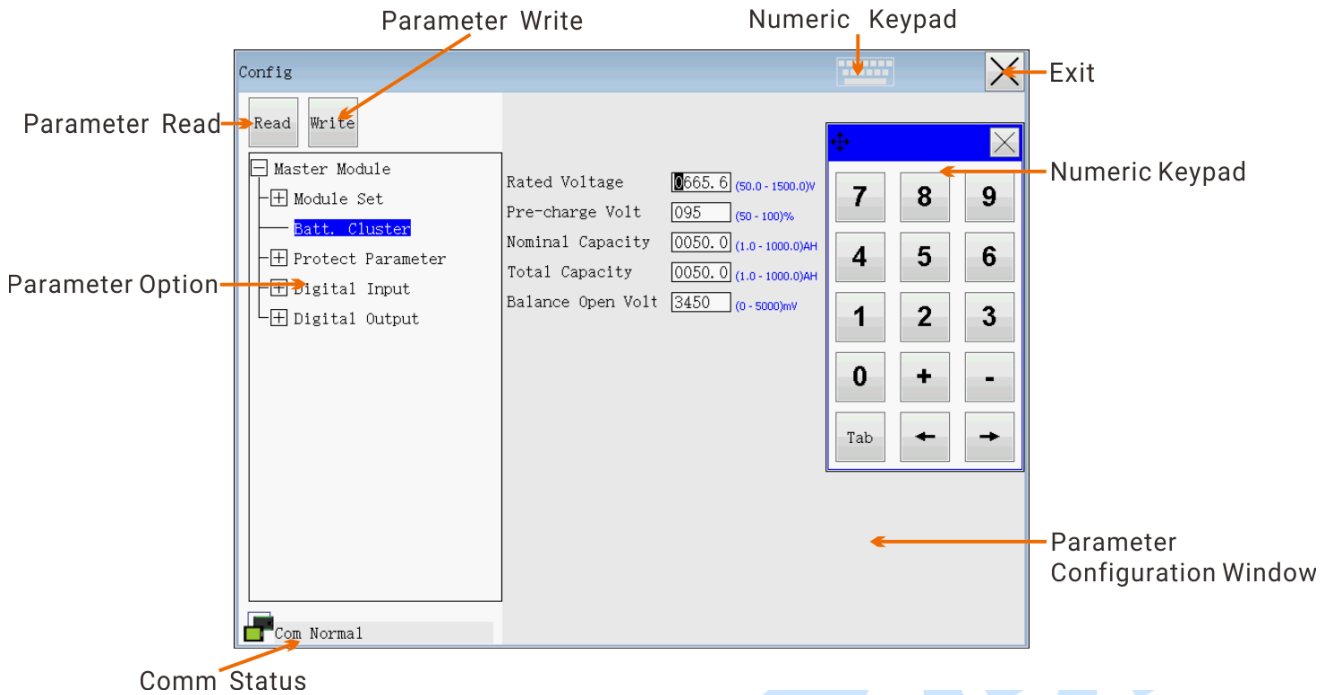 Parameter Write
Numeric Keypad
Config
Exit
Parameter Read
Read
Write
Master Module
Module Set
Batt. Cluster
Protect Parameter
Parameter Option
Digital Input
Digital Output
Rated Voltage 0665.6 (50.0 - 1500.0)V
Pre-charge Volt 095 (50 - 100)%
Nominal Capacity 0050.0 (1.0 - 1000.0)AH
Total Capacity 0050.0 (1.0 - 1000.0)AH
Balance Open Volt 3450 (0 - 5000)mV
Numeric Keypad
7 8 9
4 5 6
1 2 3
0 + -
Tab ← →
Parameter
Configuration Window
Com Normal
Comm Status